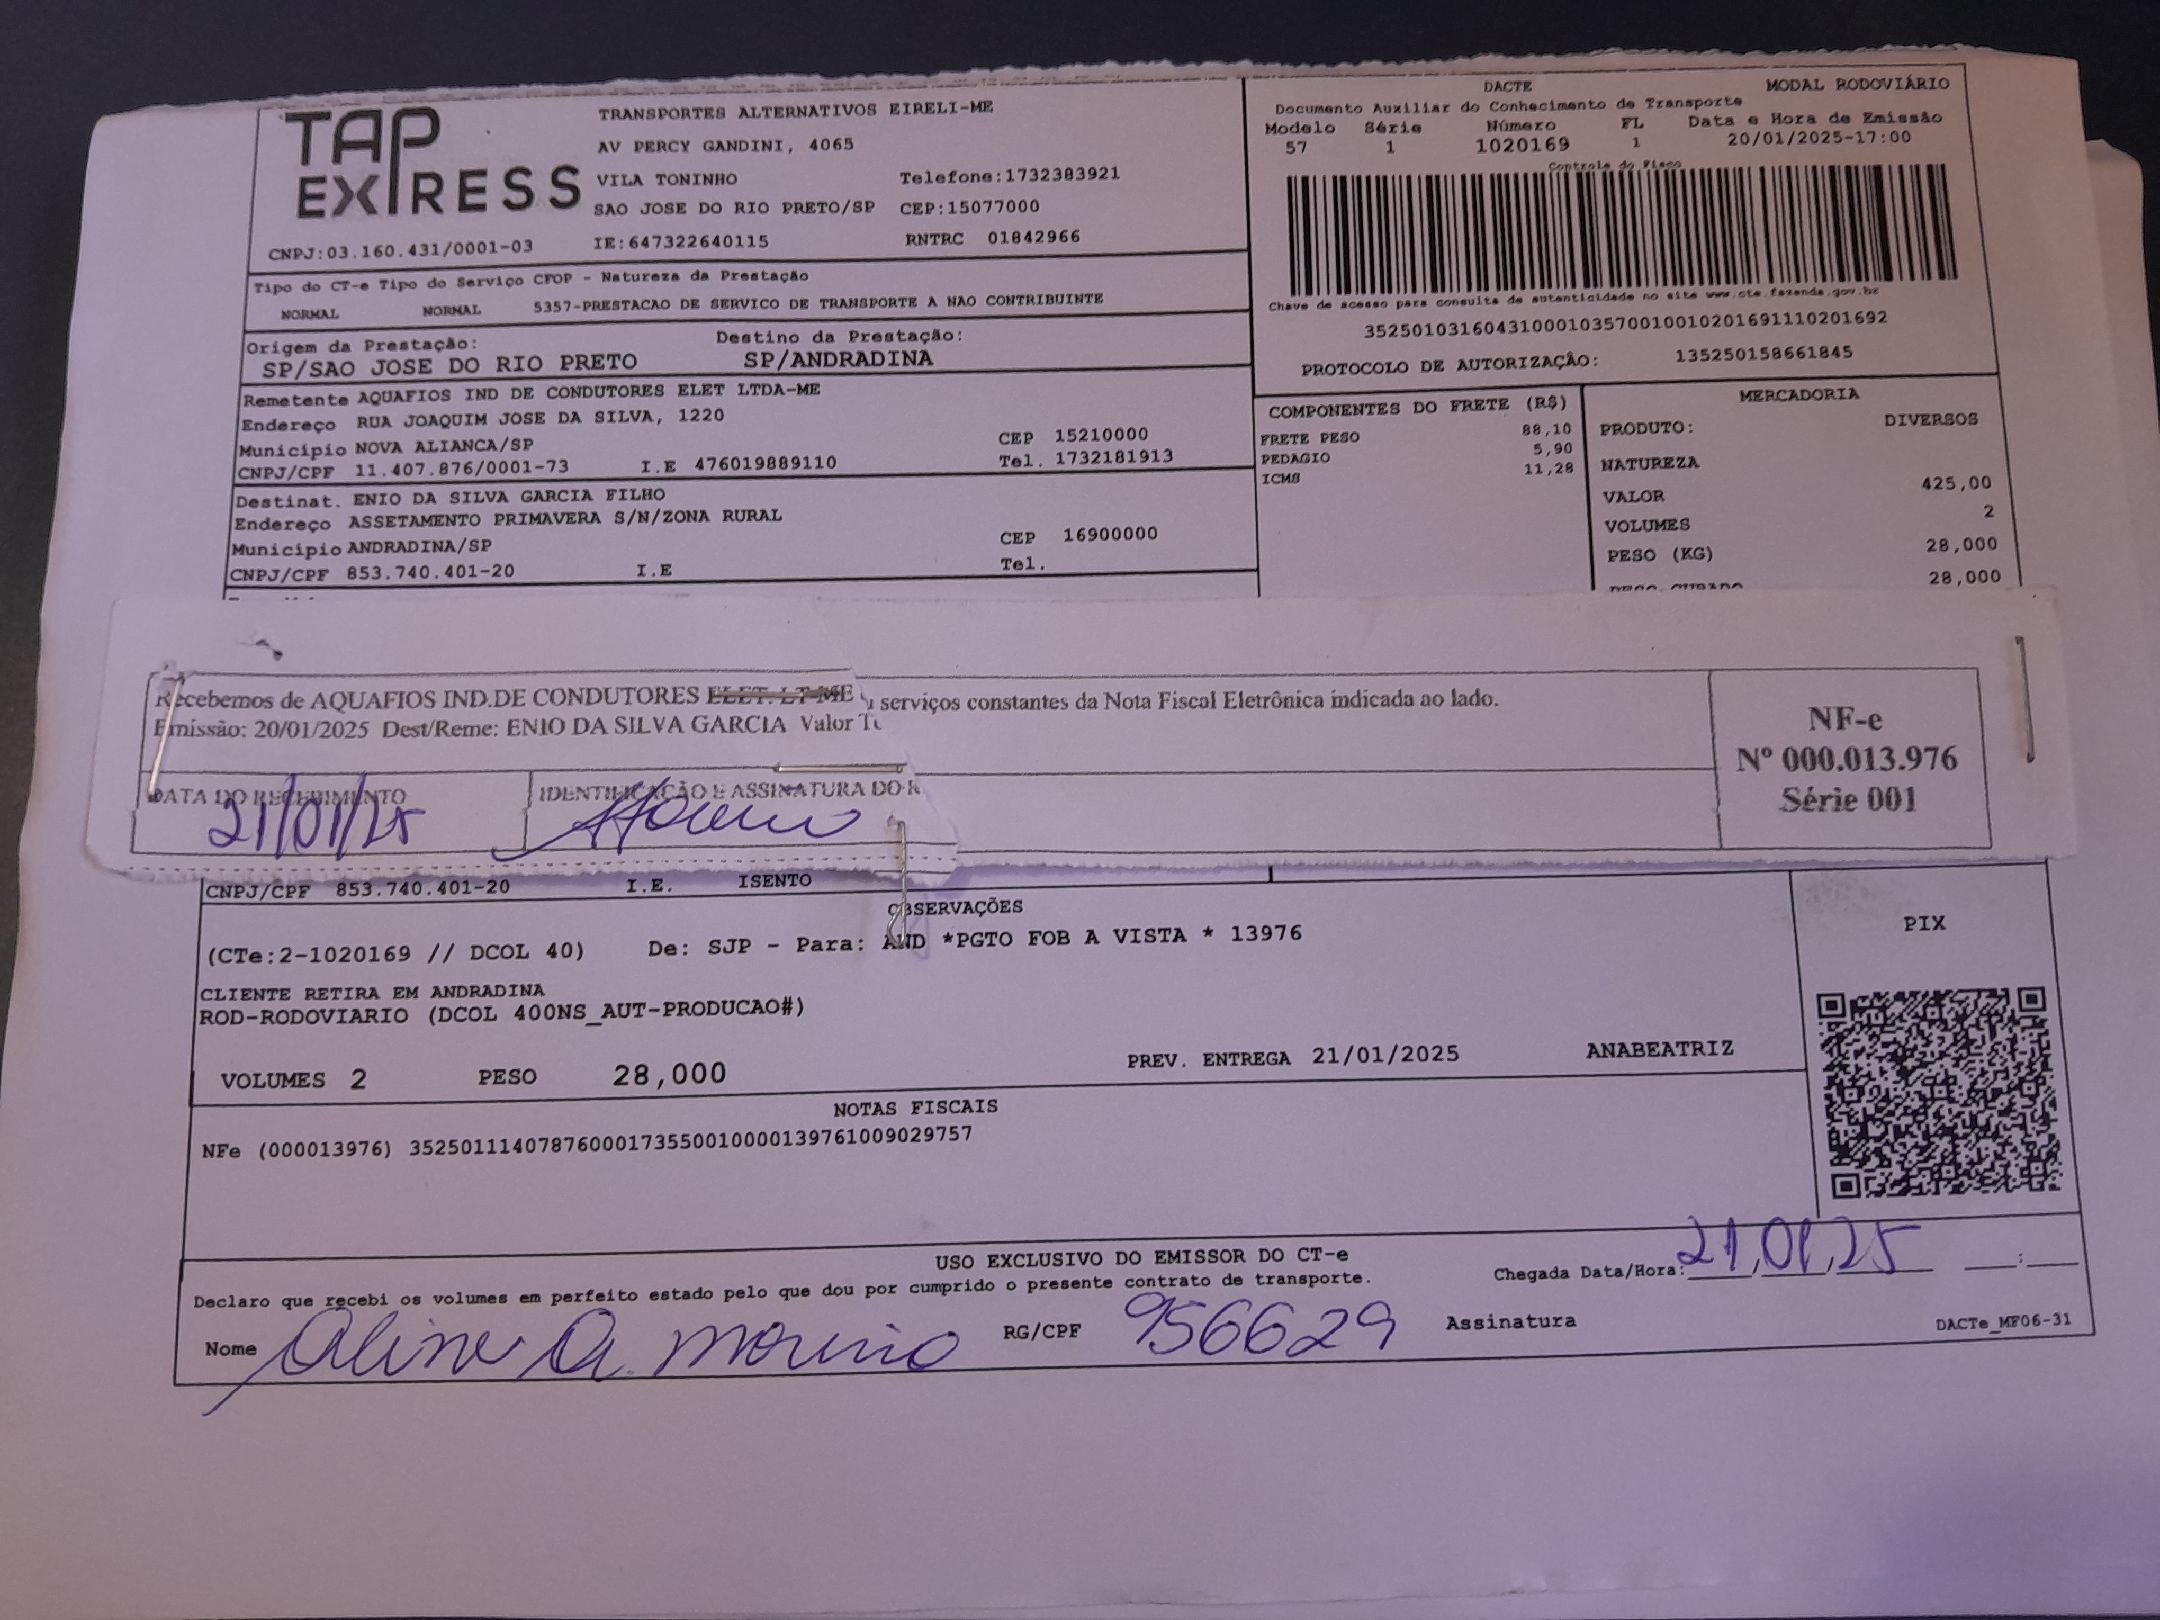 TAP EXPRESS
TRANSPORTES ALTERNATIVOS EIRELI-ME
AV PERCY GANDINI, 4065
VILA TONINHO Telefone:1732383921
SAO JOSE DO RIO PRETO/SP CEP:15077000
CNPJ:03.160.431/0001-03 IE:647322640115 RNTRC 01842966
DACTE MODAL RODOVIÁRIO
Documento Auxiliar do Conhecimento de Transporte
Modelo Série Número FL Data e Hora de Emissão
57 1 1020169 1 20/01/2025-17:00
Controle do Fisco
Chave de acesso para consulta de autenticidade no site www.cte.fazenda.gov.br
35250103160431000103570010010201691110201692
PROTOCOLO DE AUTORIZAÇÃO: 135250158661845
Tipo do CT-e Tipo do Serviço CFOP - Natureza da Prestação
NORMAL NORMAL 5357-PRESTACAO DE SERVICO DE TRANSPORTE A NAO CONTRIBUINTE
Origem da Prestação: Destino da Prestação:
SP/SAO JOSE DO RIO PRETO SP/ANDRADINA
Remetente AQUAFIOS IND DE CONDUTORES ELET LTDA-ME
Endereço RUA JOAQUIM JOSE DA SILVA, 1220
Município NOVA ALIANCA/SP CEP 15210000
CNPJ/CPF 11.407.876/0001-73 I.E 476019889110 Tel. 1732181913
Destinat. ENIO DA SILVA GARCIA FILHO
Endereço ASSETAMENTO PRIMAVERA S/N/ZONA RURAL
Município ANDRADINA/SP CEP 16900000
CNPJ/CPF 853.740.401-20 I.E Tel.
COMPONENTES DO FRETE (R$)
FRETE PESO 88,10
PEDAGIO 5,90
ICMS 11,28
MERCADORIA
PRODUTO: DIVERSOS
NATUREZA
VALOR 425,00
VOLUMES 2
PESO (KG) 28,000
PESO CUBADO 28,000
Recebemos de AQUAFIOS IND.DE CONDUTORES ELET. LT-ME serviços constantes da Nota Fiscal Eletrônica indicada ao lado.
Emissão: 20/01/2025 Dest/Reme: ENIO DA SILVA GARCIA Valor
DATA DO RECEBIMENTO IDENTIFICAÇÃO E ASSINATURA DO
21/01/25
NF-e
Nº 000.013.976
Série 001
CNPJ/CPF 853.740.401-20 I.E. ISENTO
OBSERVAÇÕES
(CTe:2-1020169 // DCOL 40) De: SJP - Para: AND *PGTO FOB A VISTA * 13976
CLIENTE RETIRA EM ANDRADINA
ROD-RODOVIARIO (DCOL 400NS_AUT-PRODUCAO#)
VOLUMES 2 PESO 28,000 PREV. ENTREGA 21/01/2025 ANABEATRIZ
PIX
NOTAS FISCAIS
NFe (000013976) 35250111407876000173550010000139761009029757
USO EXCLUSIVO DO EMISSOR DO CT-e
Declaro que recebi os volumes em perfeito estado pelo que dou por cumprido o presente contrato de transporte.
Chegada Data/Hora: 21/01/25 :
Nome Aline A. Moreno RG/CPF 956629 Assinatura
DACTe_MF06-31